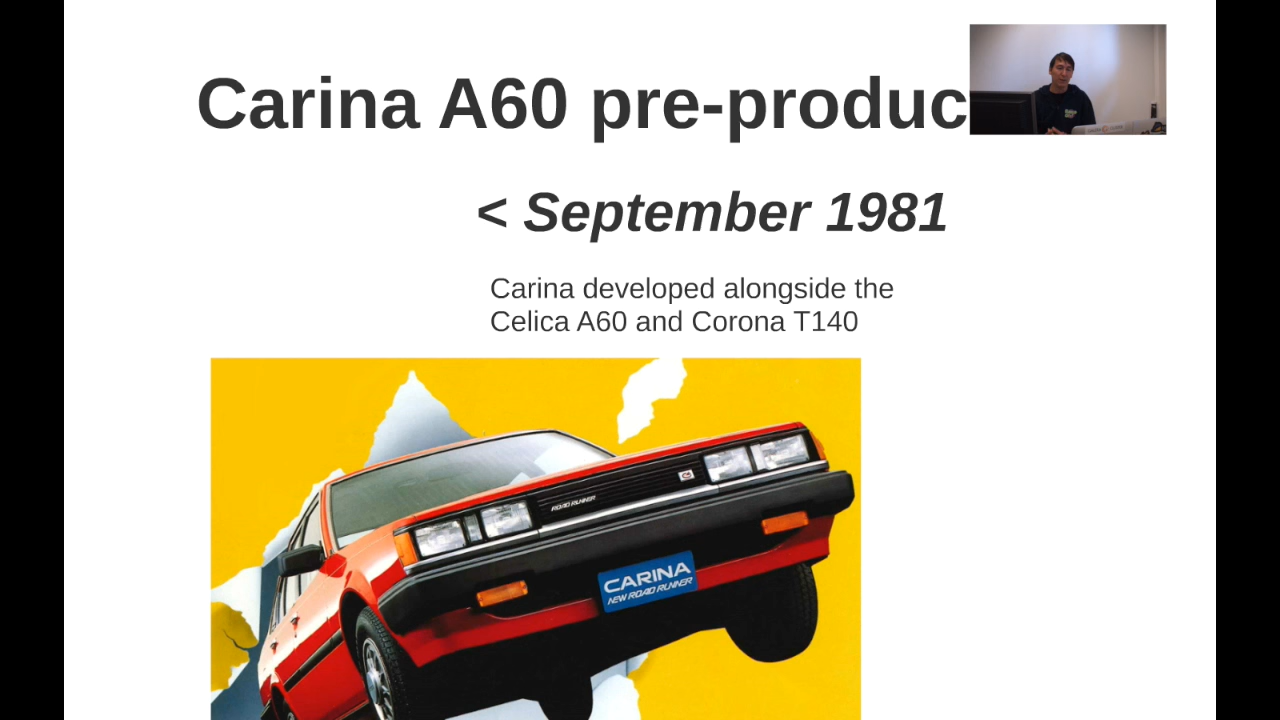 Carina A60 pre-produc
< September 1981
Carina developed alongside the
Celica A60 and Corona T140
ROAD RUNNER
CARINA
NEW ROAD RUNNER